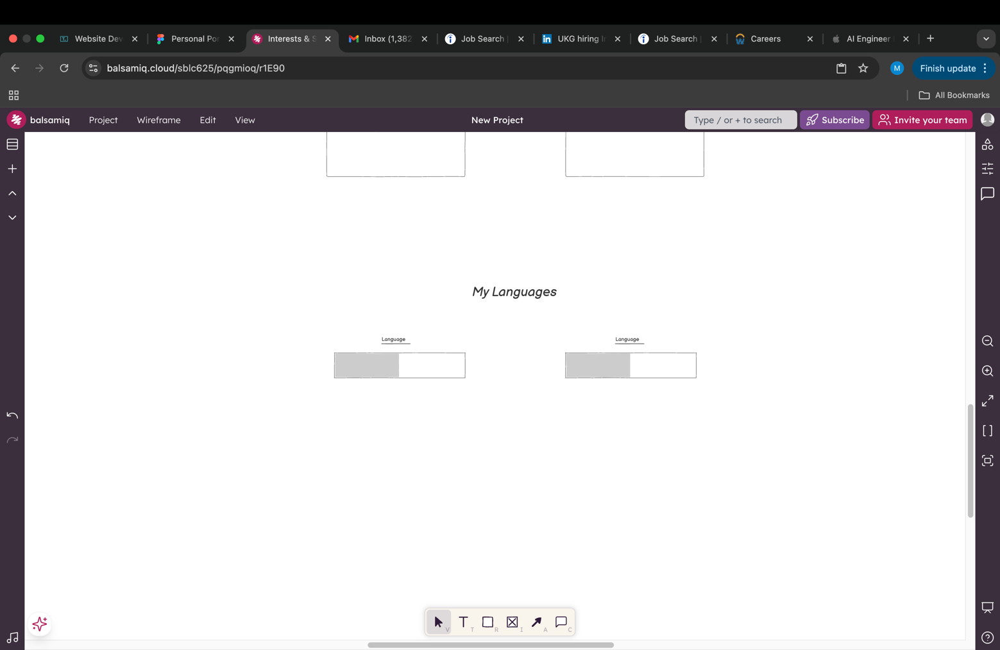 Website Dev
Personal Por
Interests & S
Inbox (1,382
Job Search
UKG hiring
Job Search
Careers
AI Engineer
balsamiq.cloud/sblc625/pqgmioq/r1E90
M
Finish update
All Bookmarks
balsamiq
Project
Wireframe
Edit
View
New Project
Type / or + to search
Subscribe
Invite your team
My Languages
Language
Language
V
T
R
I
A
C